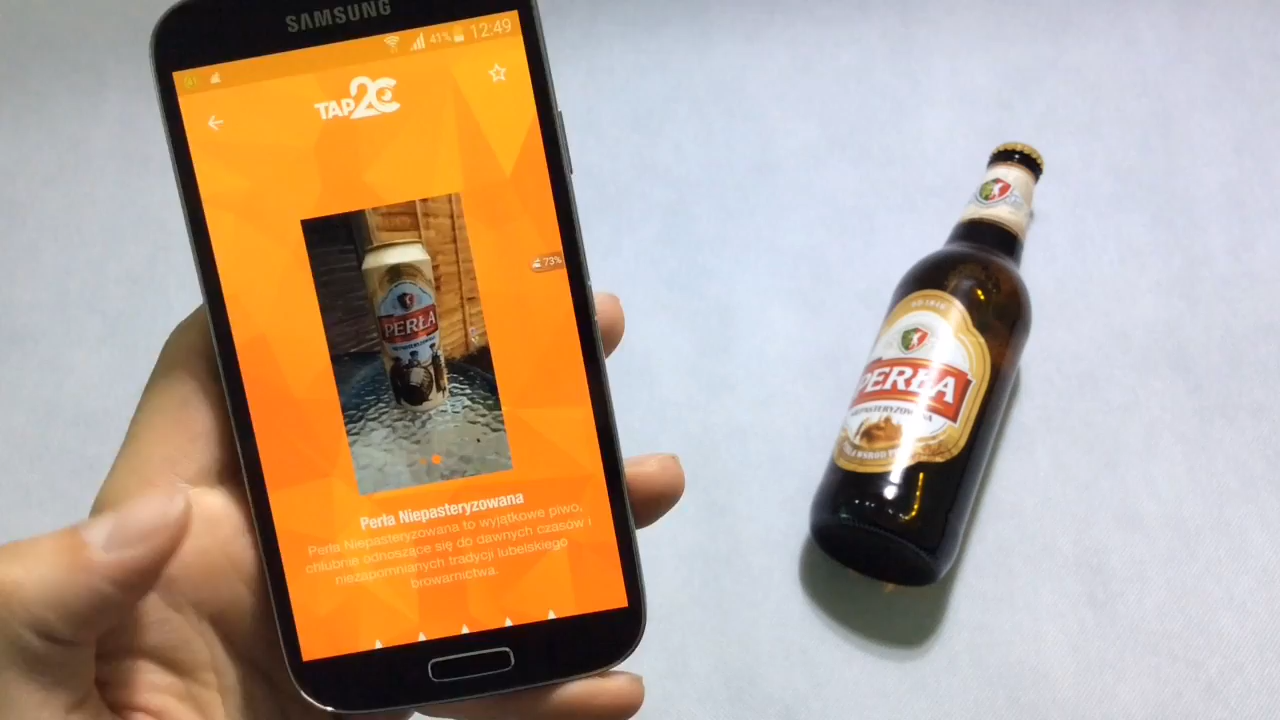 SAMSUNG
41% 12:49
TAP2C
73%
PERŁA
Perła Niepasteryzowana
Perła Niepasteryzowana to wyjątkowe piwo,
chlubnie odnoszące się do dawnych czasów i
niezapomnianych tradycji lubelskiego
browarnictwa.
PERŁA
NIEPASTERYZOWANA